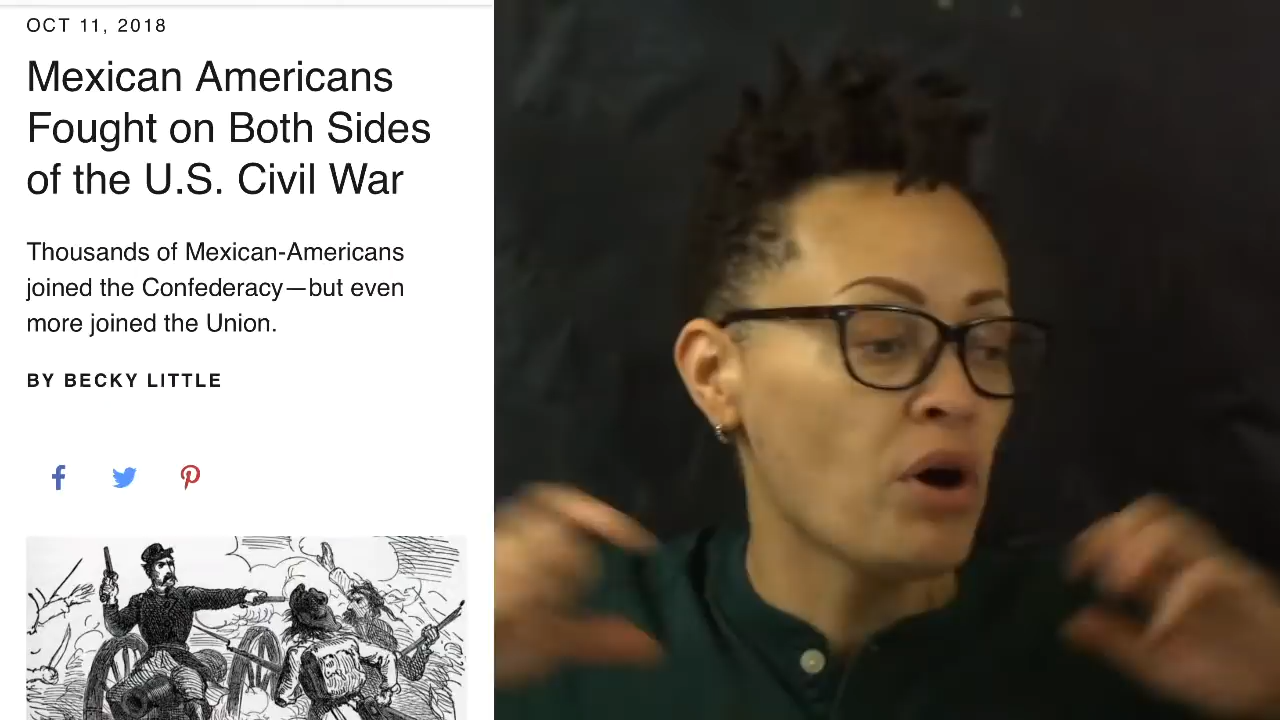 OCT 11, 2018
Mexican Americans
Fought on Both Sides
of the U.S. Civil War
Thousands of Mexican-Americans
joined the Confederacy—but even
more joined the Union.
BY BECKY LITTLE